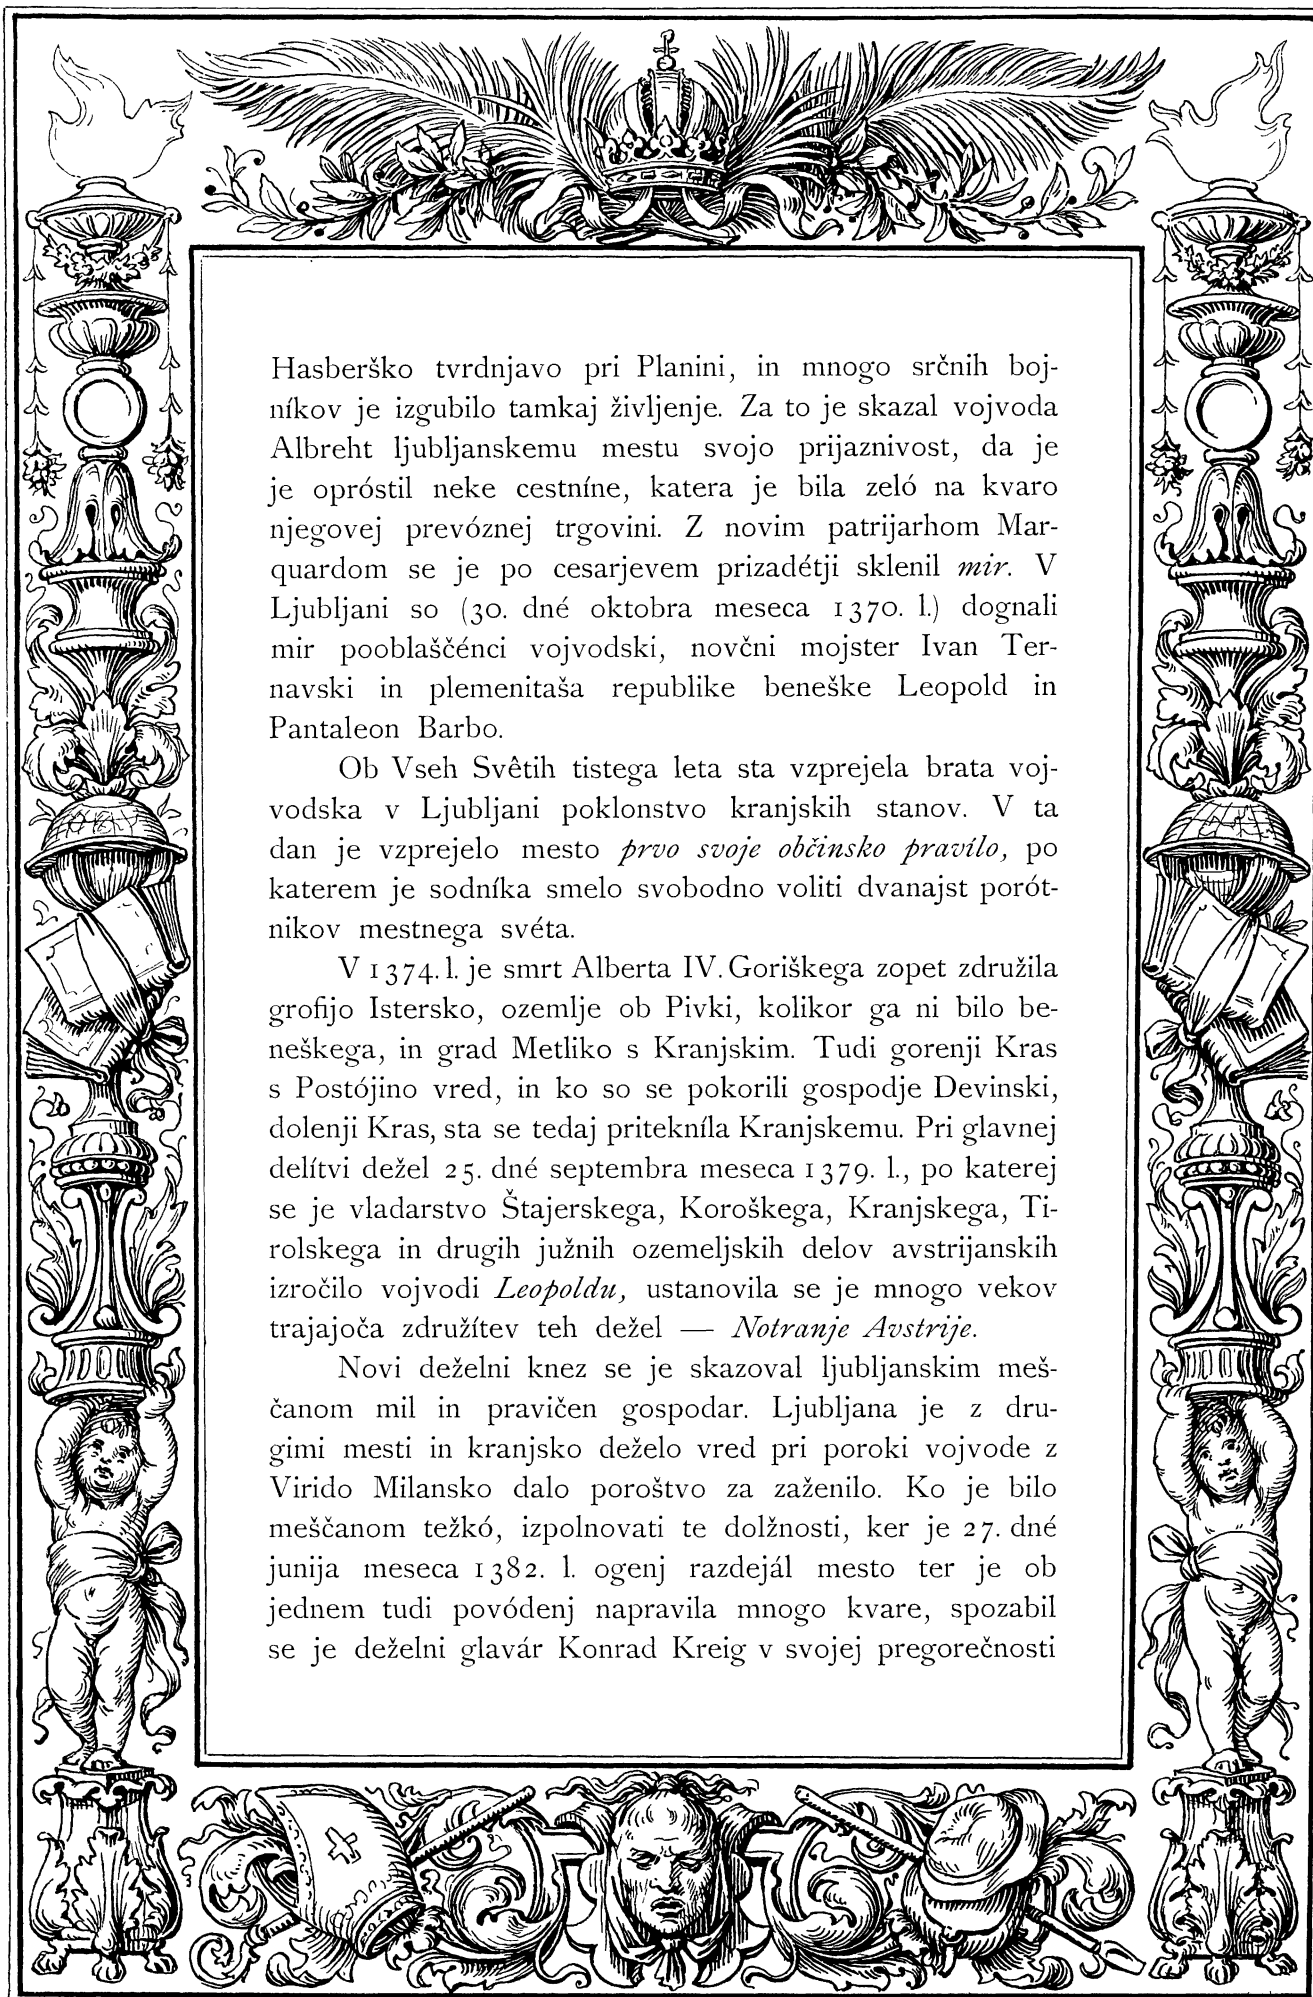 Hasberško tvrdnjavo pri Planini, in mnogo srčnih boj-
níkov je izgubilo tamkaj življenje. Za to je skazal vojvoda
Albreht ljubljanskemu mestu svojo prijaznivost, da je
je opróstil neke cestníne, katera je bila zeló na kvaro
njegovej prevóznej trgovini. Z novim patrijarhom Mar-
quardom se je po cesarjevem prizadétji sklenil mir. V
Ljubljani so (30. dné oktobra meseca 1370. l.) dognali
mir pooblaščénci vojvodski, novčni mojster Ivan Ter-
navski in plemenitaša republike beneške Leopold in
Pantaleon Barbo.
Ob Vseh Svêtih tistega leta sta vzprejela brata voj-
vodska v Ljubljani poklonstvo kranjskih stanov. V ta
dan je vzprejelo mesto prvo svoje občinsko pravílo, po
katerem je sodníka smelo svobodno voliti dvanajst porót-
nikov mestnega svéta.
V 1374. l. je smrt Alberta IV. Goriškega zopet združila
grofijo Istersko, ozemlje ob Pivki, kolikor ga ni bilo be-
neškega, in grad Metliko s Kranjskim. Tudi gorenji Kras
s Postójino vred, in ko so se pokorili gospodje Devinski,
dolenji Kras, sta se tedaj pritekníla Kranjskemu. Pri glavnej
delítvi dežel 25. dné septembra meseca 1379. l., po katerej
se je vladarstvo Štajerskega, Koroškega, Kranjskega, Ti-
rolskega in drugih južnih ozemeljskih delov avstrijanskih
izročilo vojvodi Leopoldu, ustanovila se je mnogo vekov
trajajoča združítev teh dežel — Notranje Avstrije.
Novi deželni knez se je skazoval ljubljanskim meš-
čanom mil in pravičen gospodar. Ljubljana je z dru-
gimi mesti in kranjsko deželo vred pri poroki vojvode z
Virido Milansko dalo poroštvo za zaženilo. Ko je bilo
meščanom težkó, izpolnovati te dolžnosti, ker je 27. dné
junija meseca 1382. l. ogenj razdejál mesto ter je ob
jednem tudi povódenj napravila mnogo kvare, spozabil
se je deželni glavár Konrad Kreig v svojej pregorečnosti